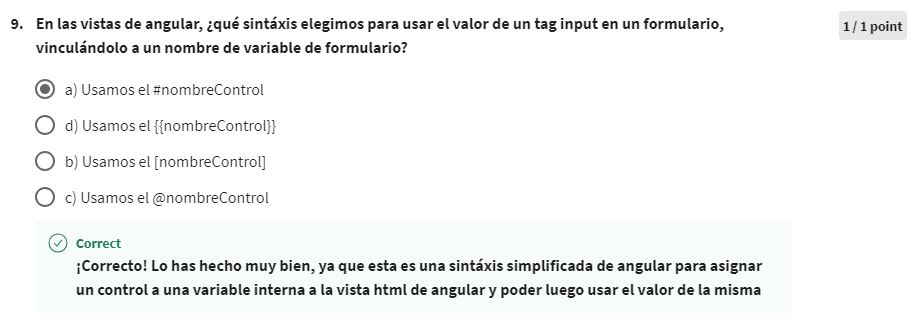 9. En las vistas de angular, ¿qué sintáxis elegimos para usar el valor de un tag input en un formulario,
vinculándolo a un nombre de variable de formulario?
1 / 1 point
a) Usamos el #nombreControl
d) Usamos el {{nombreControl}}
b) Usamos el [nombreControl]
c) Usamos el @nombreControl
Correct
¡Correcto! Lo has hecho muy bien, ya que esta es una sintáxis simplificada de angular para asignar
un control a una variable interna a la vista html de angular y poder luego usar el valor de la misma